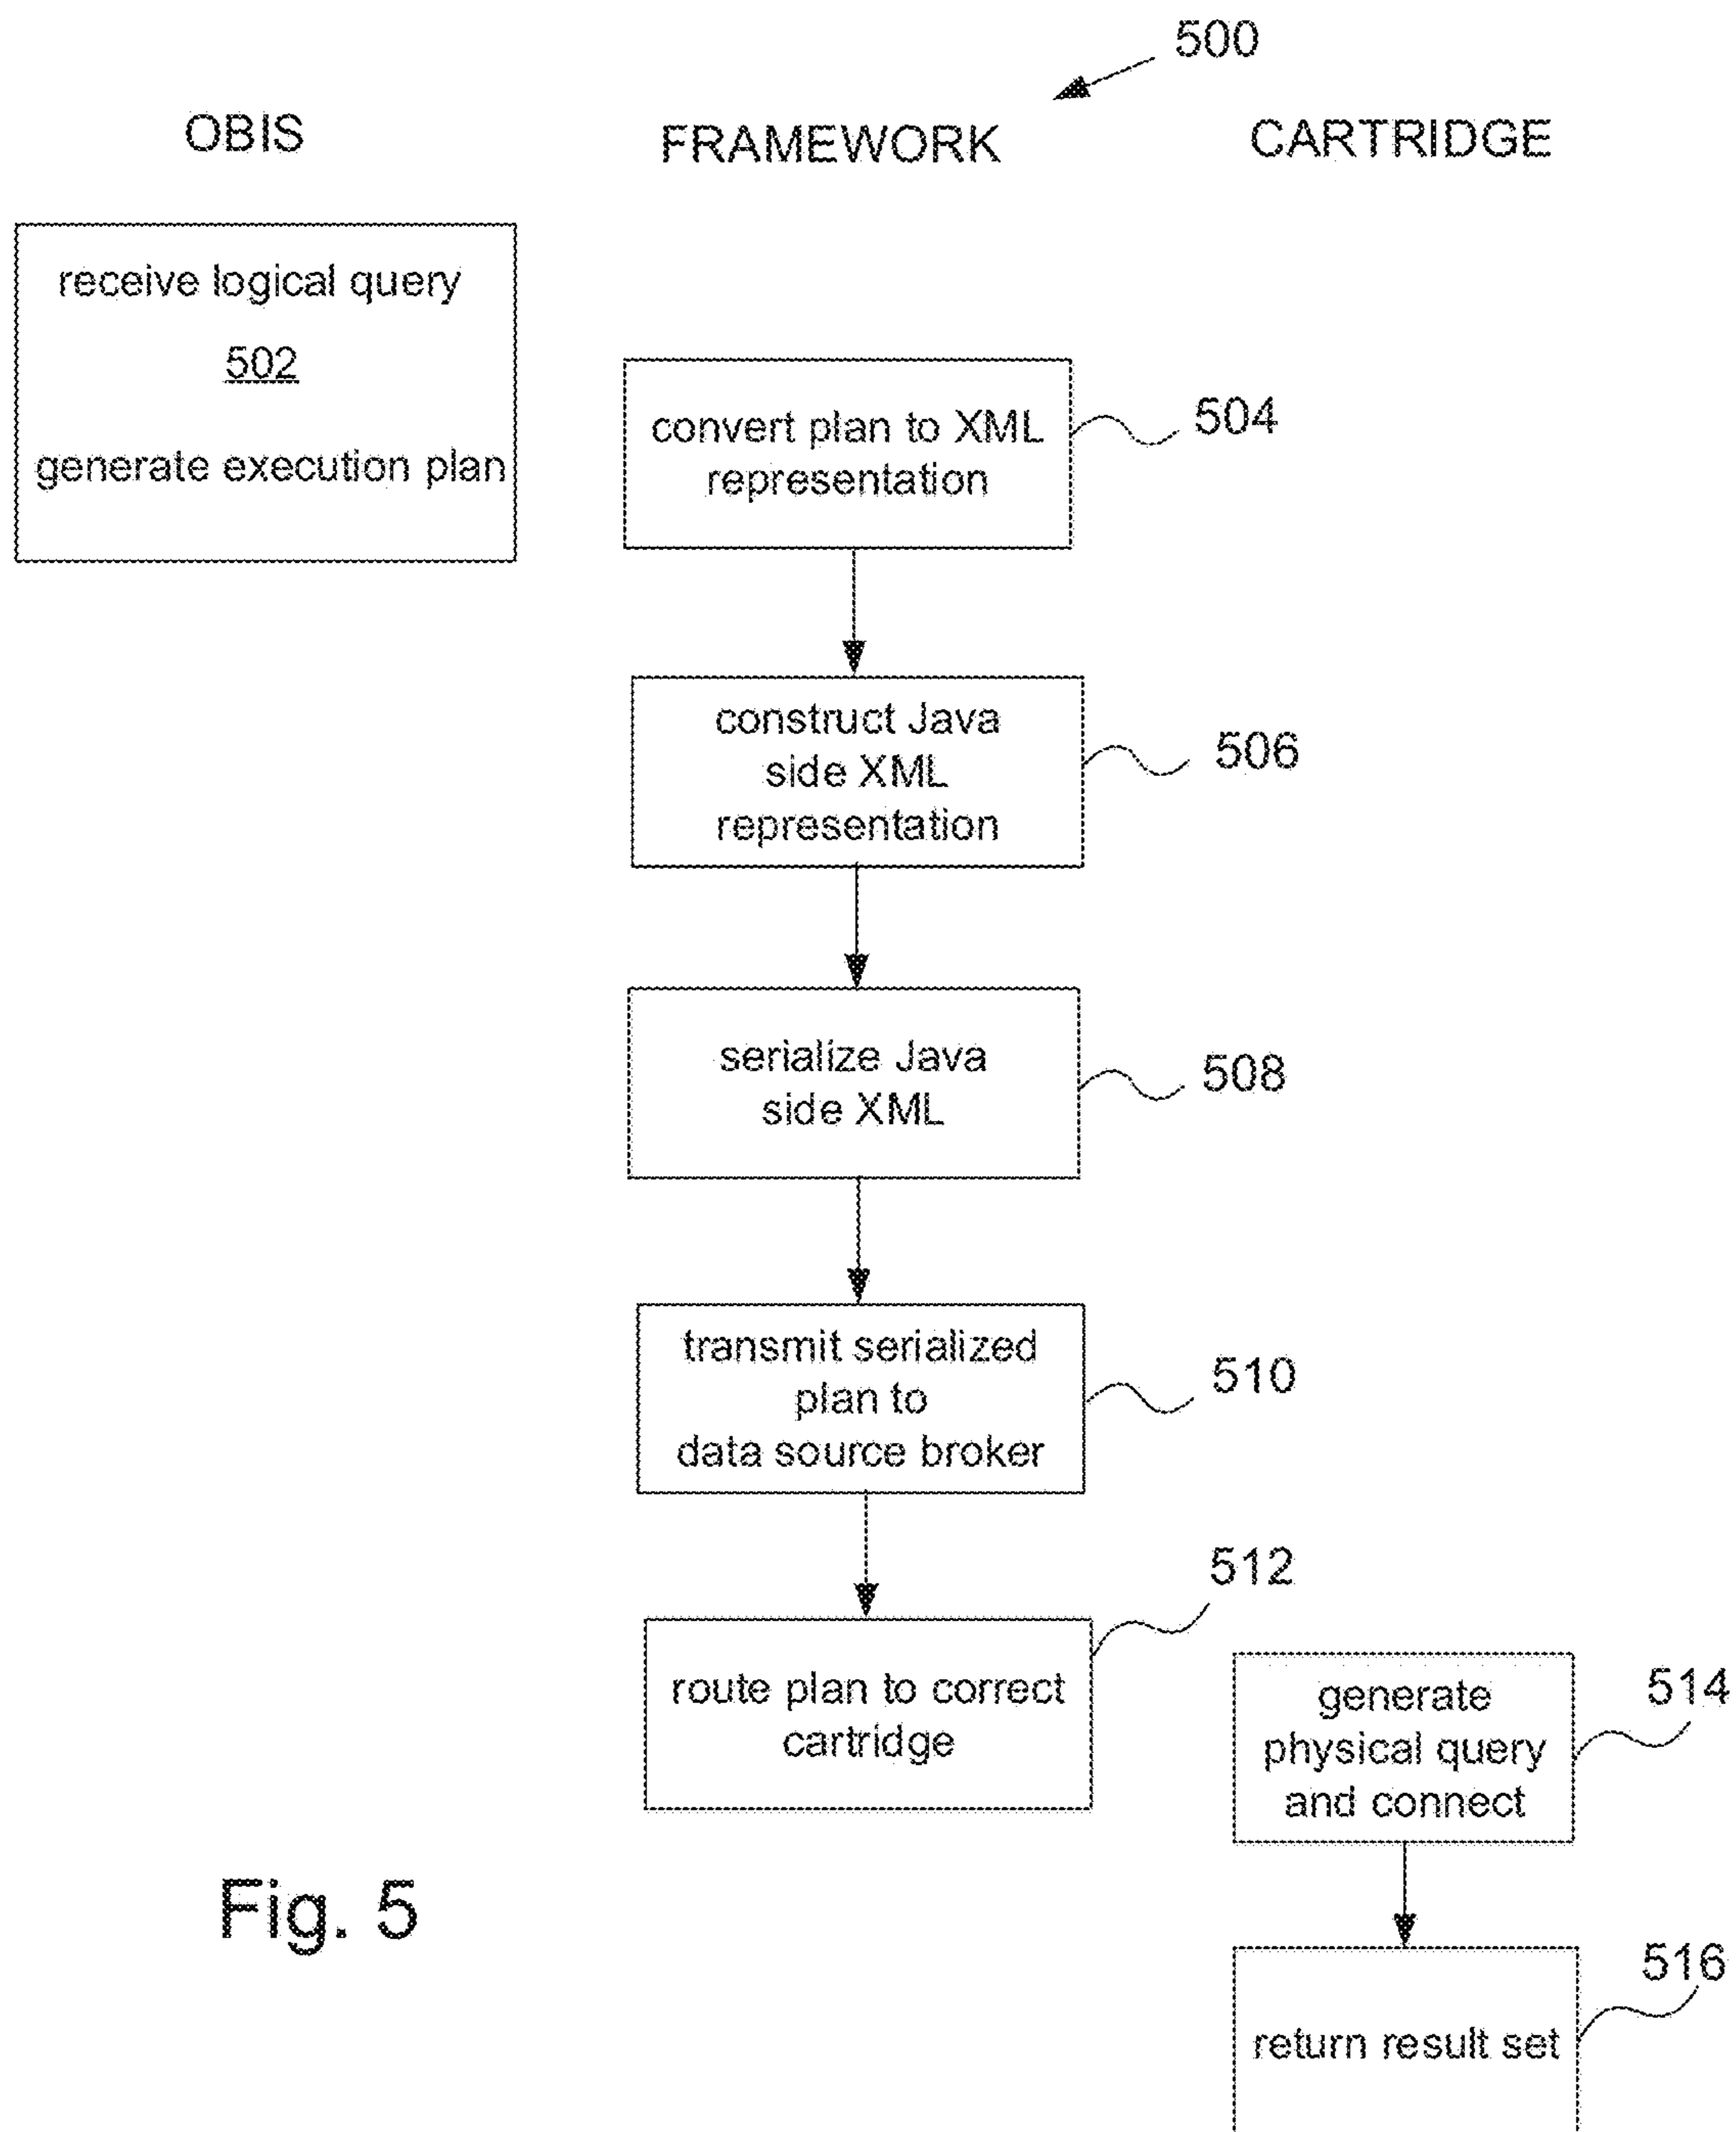 500
OBIS
FRAMEWORK
CARTRIDGE
receive logical query
502
generate execution plan
convert plan to XML
representation
504
construct Java
side XML
representation
506
serialize Java
side XML
508
transmit serialized
plan to
data source broker
510
512
route plan to correct
cartridge
generate
physical query
and connect
514
Fig. 5
516
return result set